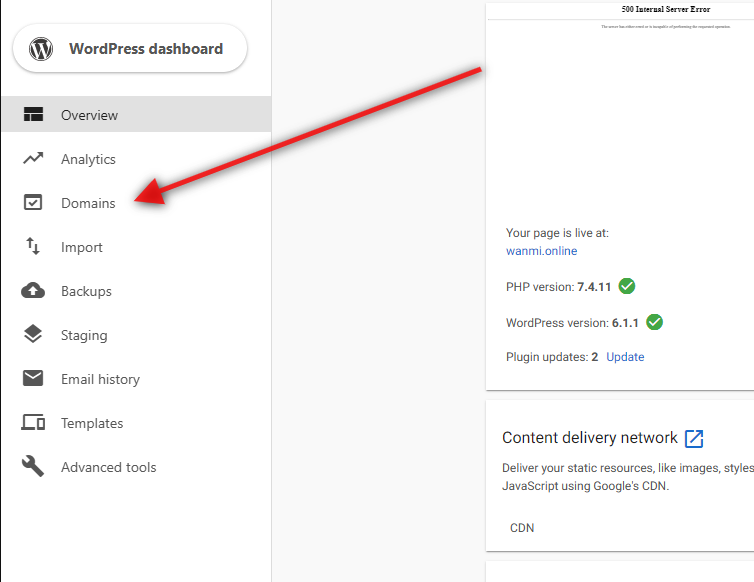 WordPress dashboard
Overview
Analytics
Domains
Import
Backups
Staging
Email history
Templates
Advanced tools
500 Internal Server Error
The server has either erred or is incapable of performing the requested operation.
Your page is live at:
wanmi.online
PHP version: 7.4.11
WordPress version: 6.1.1
Plugin updates: 2 Update
Content delivery network
Deliver your static resources, like images, styles
JavaScript using Google's CDN.
CDN